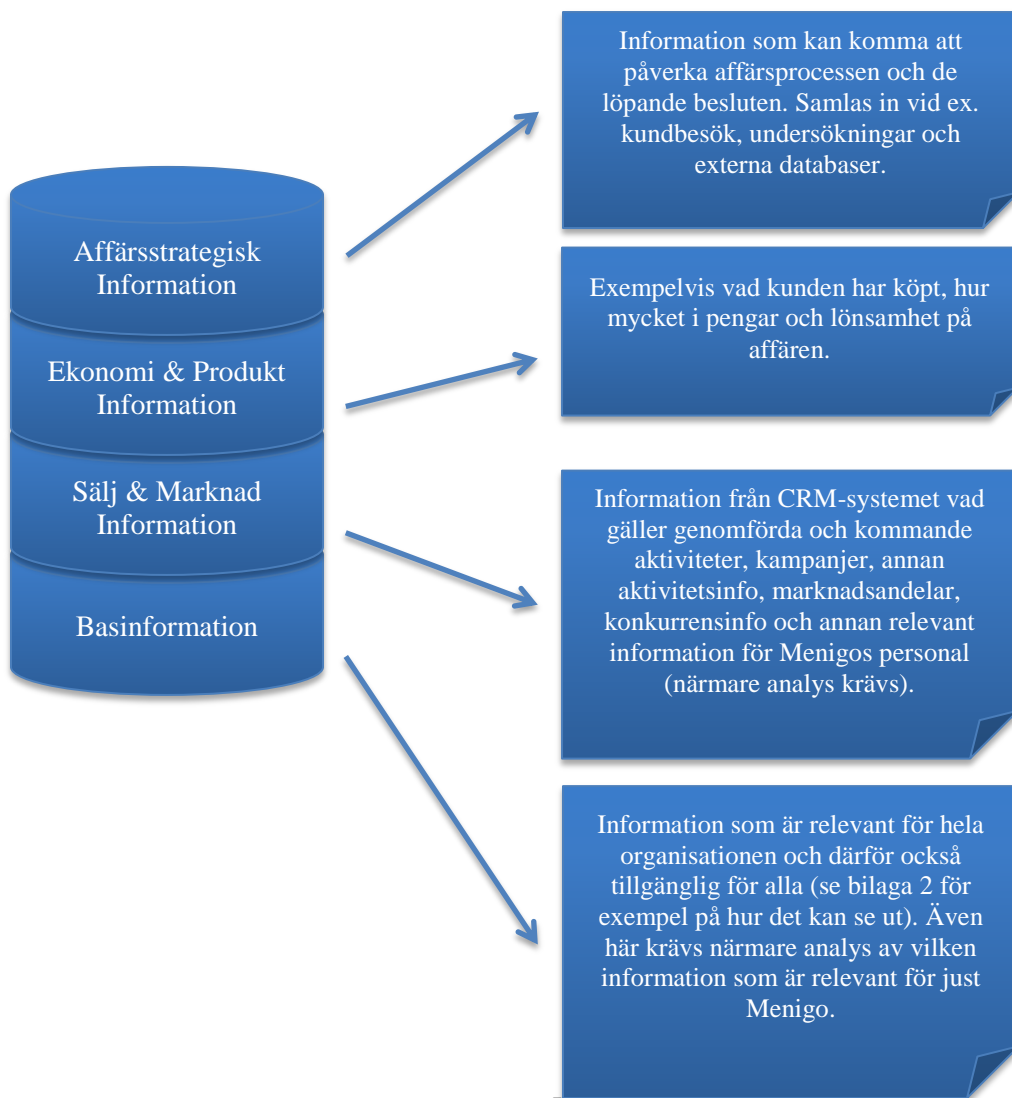 Affärsstrategisk
Information
Information som kan komma att
påverka affärsprocessen och de
löpande besluten. Samlas in vid ex.
kundbesök, undersökningar och
externa databaser.
Ekonomi & Produkt
Information
Exempelvis vad kunden har köpt, hur
mycket i pengar och lönsamhet på
affären.
Sälj & Marknad
Information
Information från CRM-systemet vad
gäller genomförda och kommande
aktiviteter, kampanjer, annan
aktivitetsinfo, marknadsandelar,
konkurrensinfo och annan relevant
information för Menigos personal
(närmare analys krävs).
Basinformation
Information som är relevant för hela
organisationen och därför också
tillgänglig för alla (se bilaga 2 för
exempel på hur det kan se ut). Även
här krävs närmare analys av vilken
information som är relevant för just
Menigo.